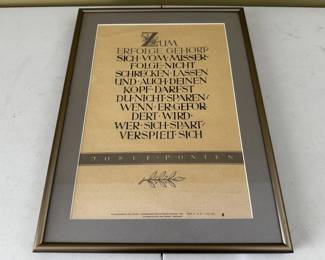 ZUM
ERFOLGE GEHÖRT
SICH VOM MISSER-
FOLGE NICHT
SCHRECKEN LASSEN
UND AUCH DEINEN
KOPF DARFST
DU NICHT SPAREN/
WENN ER GEFOR
DERT WIRD·
WER SICH SPART/
VERSPIELT SICH
JOSEF·PONTEN